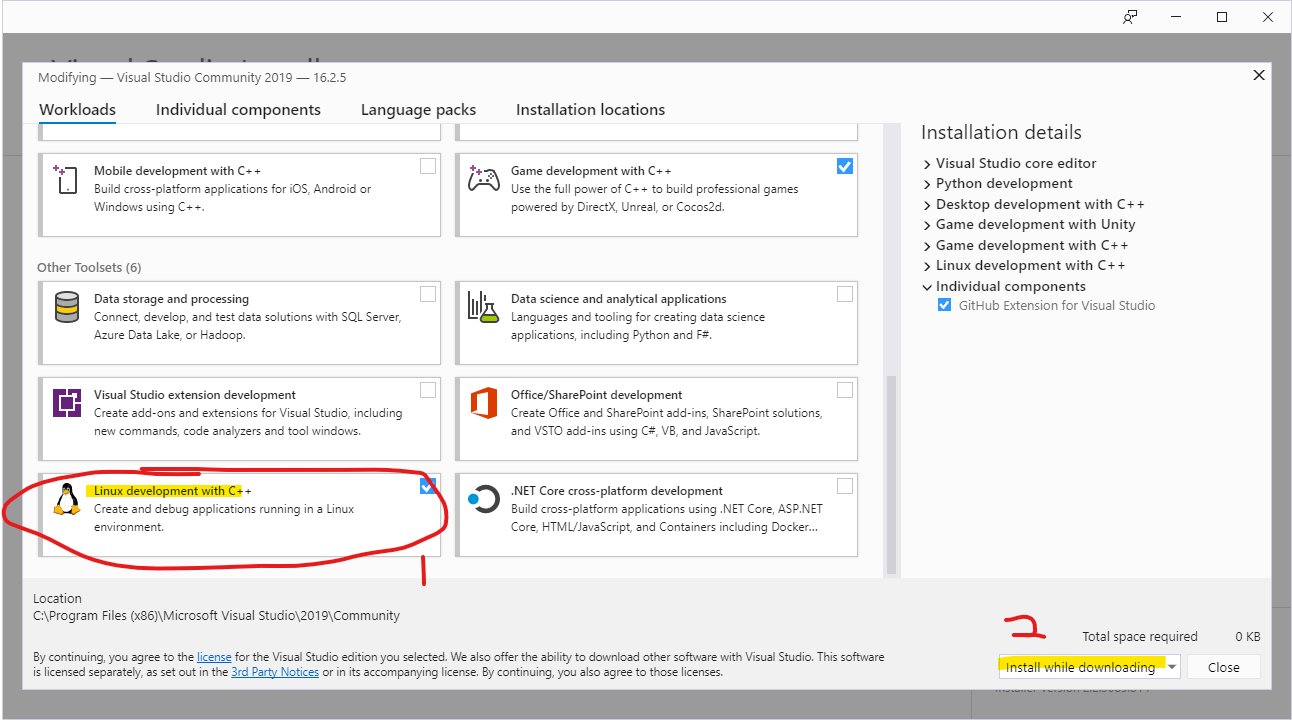 Modifying — Visual Studio Community 2019 — 16.2.5
Workloads
Individual components
Language packs
Installation locations
Mobile development with C++
Build cross-platform applications for iOS, Android or
Windows using C++.
Game development with C++
Use the full power of C++ to build professional games
powered by DirectX, Unreal, or Cocos2d.
Other Toolsets (6)
Data storage and processing
Connect, develop, and test data solutions with SQL Server,
Azure Data Lake, or Hadoop.
Data science and analytical applications
Languages and tooling for creating data science
applications, including Python and F#.
Visual Studio extension development
Create add-ons and extensions for Visual Studio, including
new commands, code analyzers and tool windows.
Office/SharePoint development
Create Office and SharePoint add-ins, SharePoint solutions,
and VSTO add-ins using C#, VB, and JavaScript.
Linux development with C++
Create and debug applications running in a Linux
environment.
1
.NET Core cross-platform development
Build cross-platform applications using .NET Core, ASP.NET
Core, HTML/JavaScript, and Containers including Docker...
Installation details
Visual Studio core editor
Python development
Desktop development with C++
Game development with Unity
Game development with C++
Linux development with C++
Individual components
GitHub Extension for Visual Studio
Location
C:\Program Files (x86)\Microsoft Visual Studio\2019\Community
By continuing, you agree to the license for the Visual Studio edition you selected. We also offer the ability to download other software with Visual Studio. This software
is licensed separately, as set out in the 3rd Party Notices or in its accompanying license. By continuing, you also agree to those licenses.
2
Total space required 0 KB
Install while downloading
Close